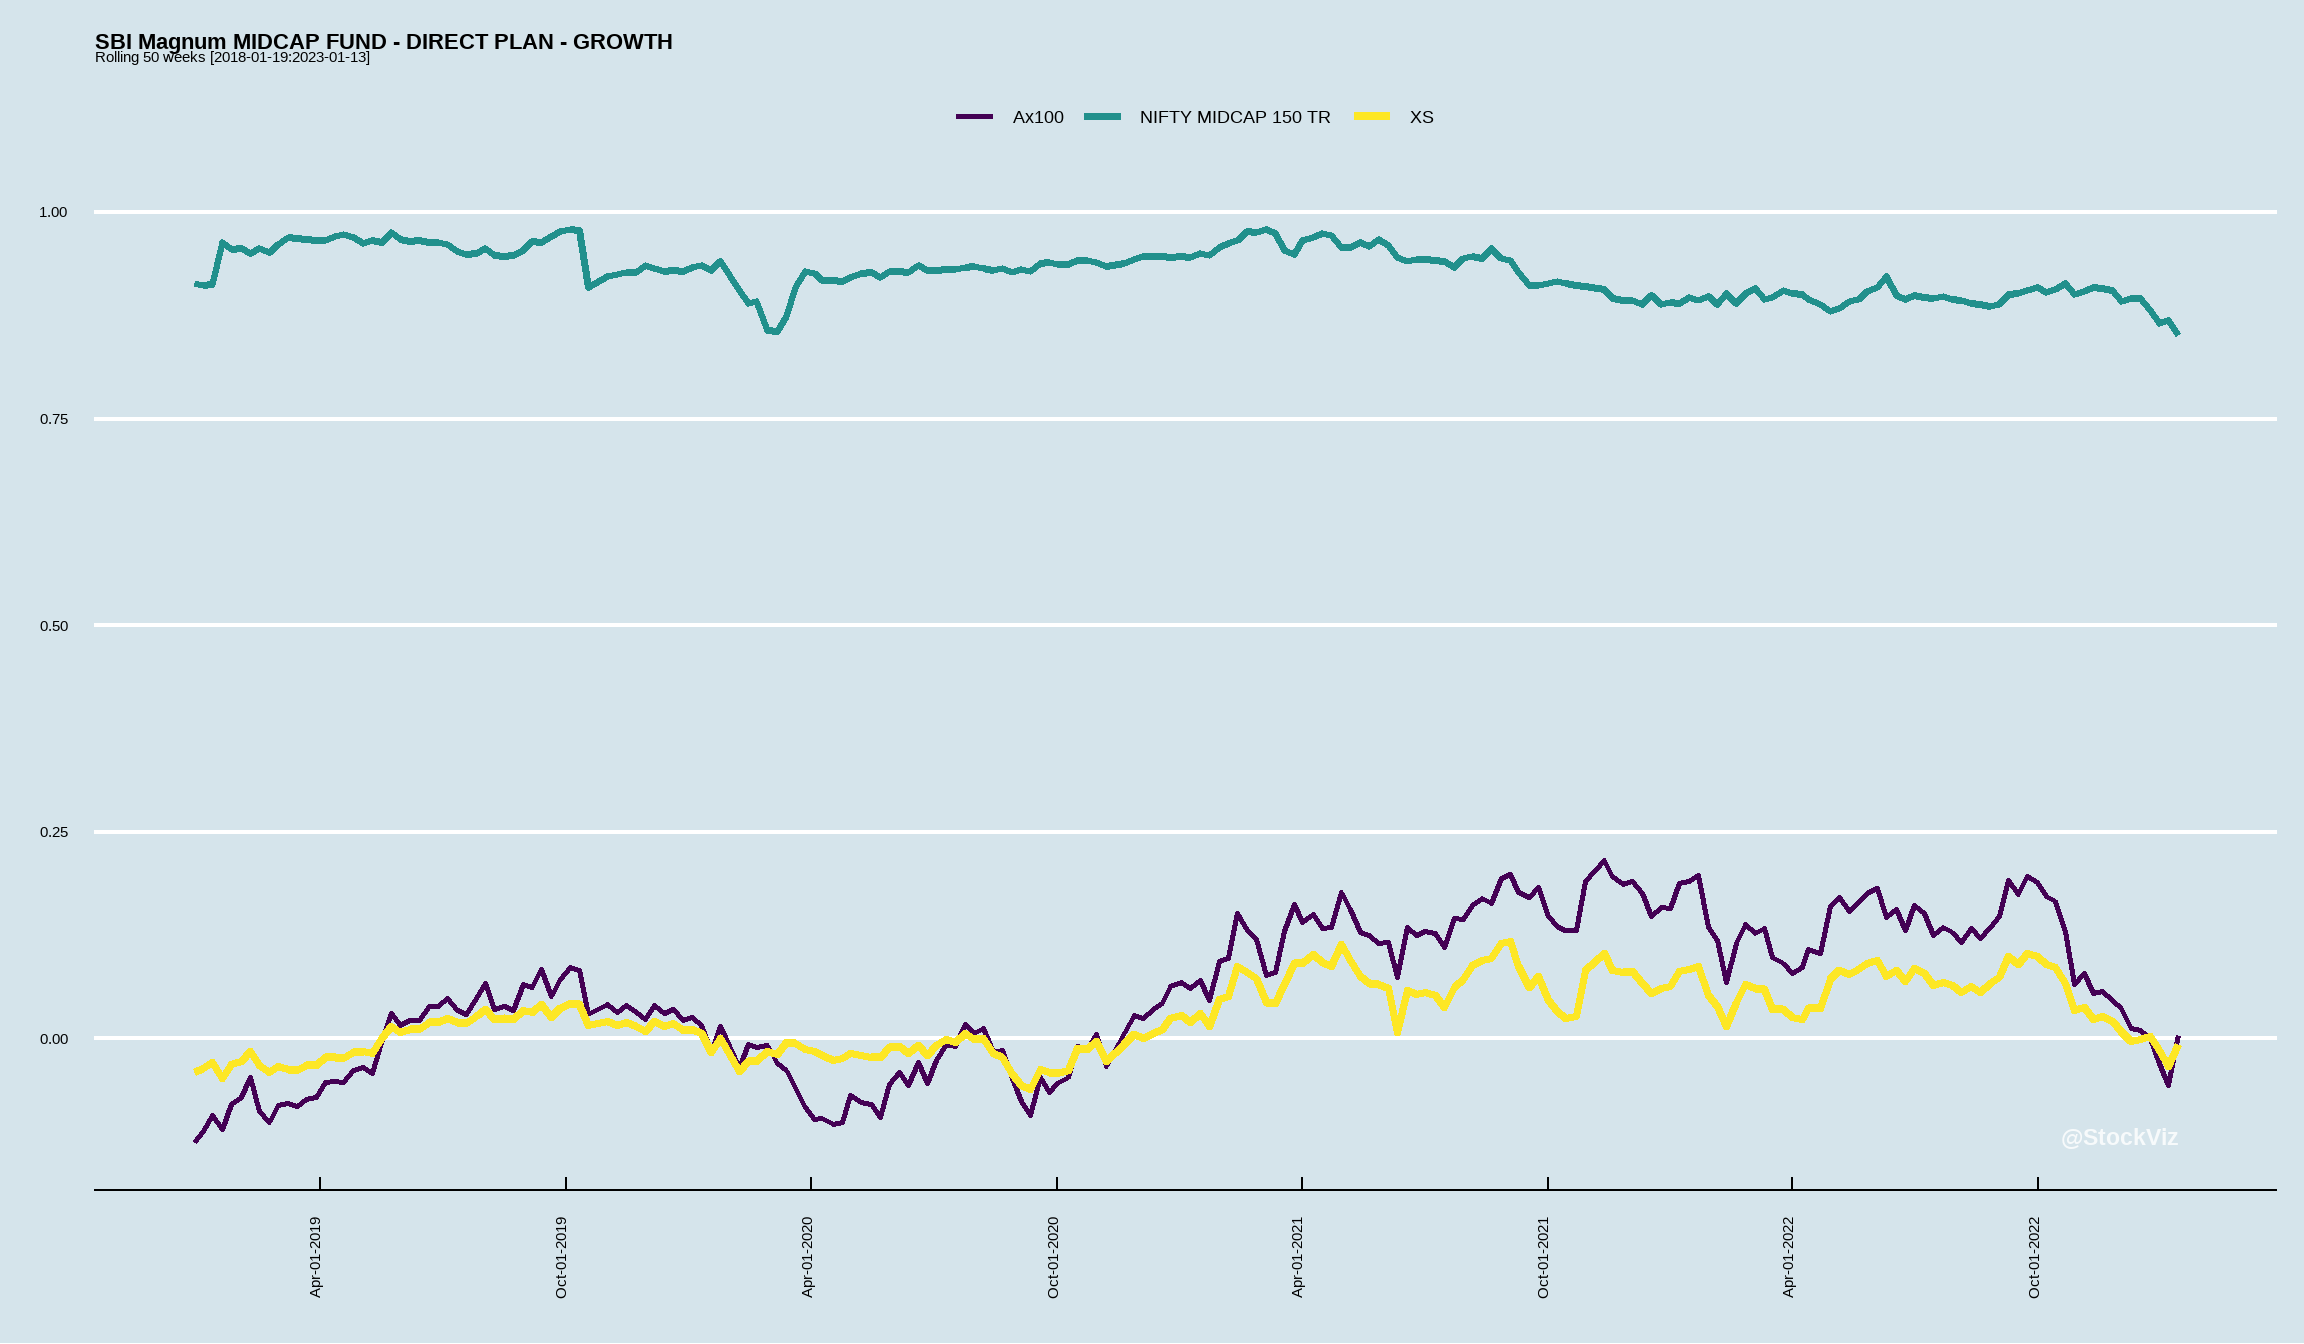 SBI Magnum MIDCAP FUND - DIRECT PLAN - GROWTH
Rolling 50 weeks [2018-01-19:2023-01-13]
Ax100 NIFTY MIDCAP 150 TR XS
1.00
0.75
0.50
0.25
0.00
@StockViz
Apr-01-2019
Oct-01-2019
Apr-01-2020
Oct-01-2020
Apr-01-2021
Oct-01-2021
Apr-01-2022
Oct-01-2022